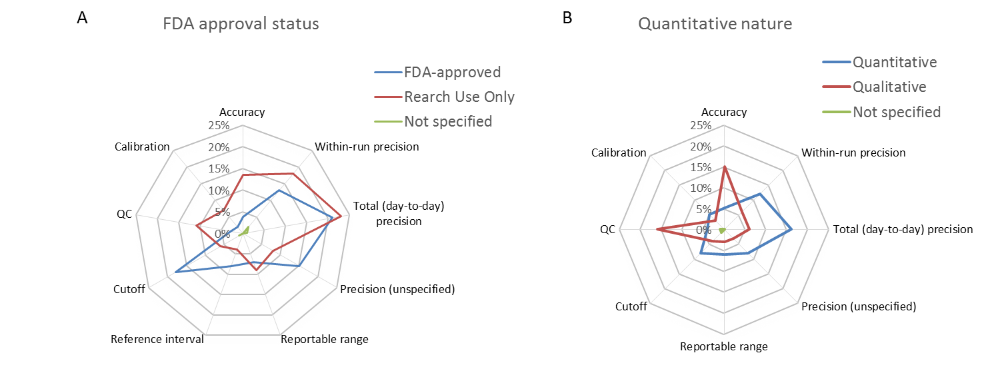 A
FDA approval status
FDA-approved
Rearch Use Only
Not specified
Accuracy
25%
20%
15%
10%
5%
0%
Within-run precision
Total (day-to-day)
precision
Precision (unspecified)
Reportable range
Reference interval
Cutoff
QC
Calibration
B
Quantitative nature
Quantitative
Qualitative
Not specified
Accuracy
25%
20%
15%
10%
5%
0%
Within-run precision
Total (day-to-day) precision
Precision (unspecified)
Reportable range
Cutoff
QC
Calibration